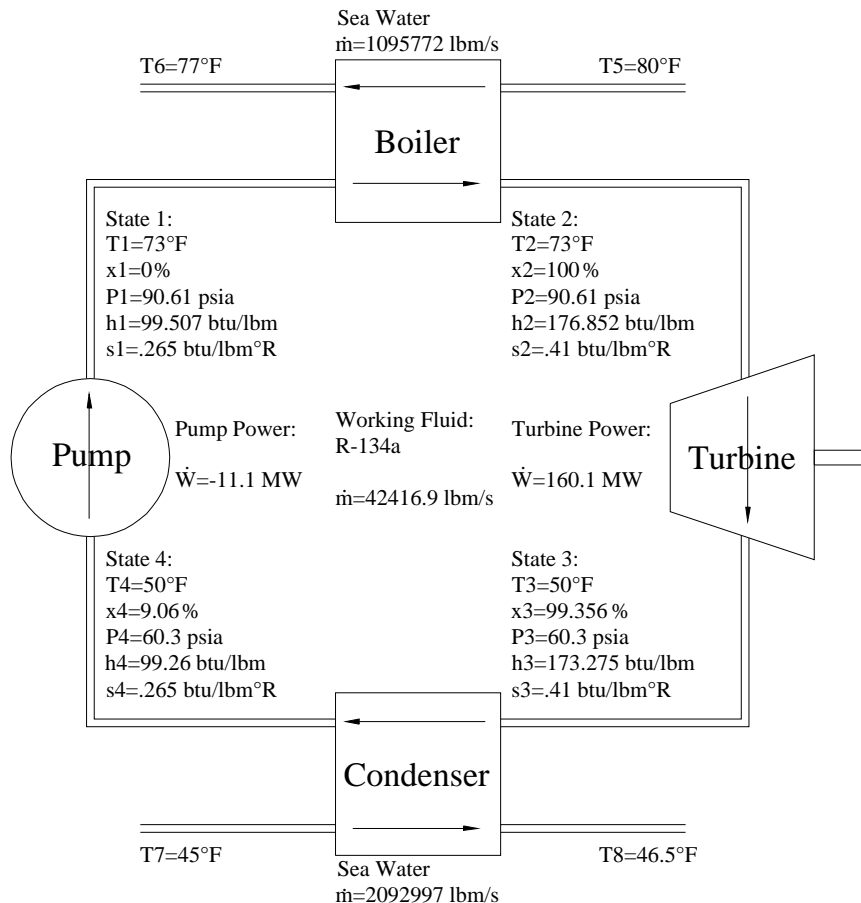 Sea Water
ṁ=1095772 lbm/s
T6=77°F
T5=80°F
Boiler
State 1:
T1=73°F
x1=0%
P1=90.61 psia
h1=99.507 btu/lbm
s1=.265 btu/lbm°R
State 2:
T2=73°F
x2=100%
P2=90.61 psia
h2=176.852 btu/lbm
s2=.41 btu/lbm°R
Pump
Pump Power:
Ẇ=-11.1 MW
Working Fluid:
R-134a
ṁ=42416.9 lbm/s
Turbine Power:
Ẇ=160.1 MW
Turbine
State 4:
T4=50°F
x4=9.06%
P4=60.3 psia
h4=99.26 btu/lbm
s4=.265 btu/lbm°R
State 3:
T3=50°F
x3=99.356%
P3=60.3 psia
h3=173.275 btu/lbm
s3=.41 btu/lbm°R
Condenser
T7=45°F
T8=46.5°F
Sea Water
ṁ=2092997 lbm/s